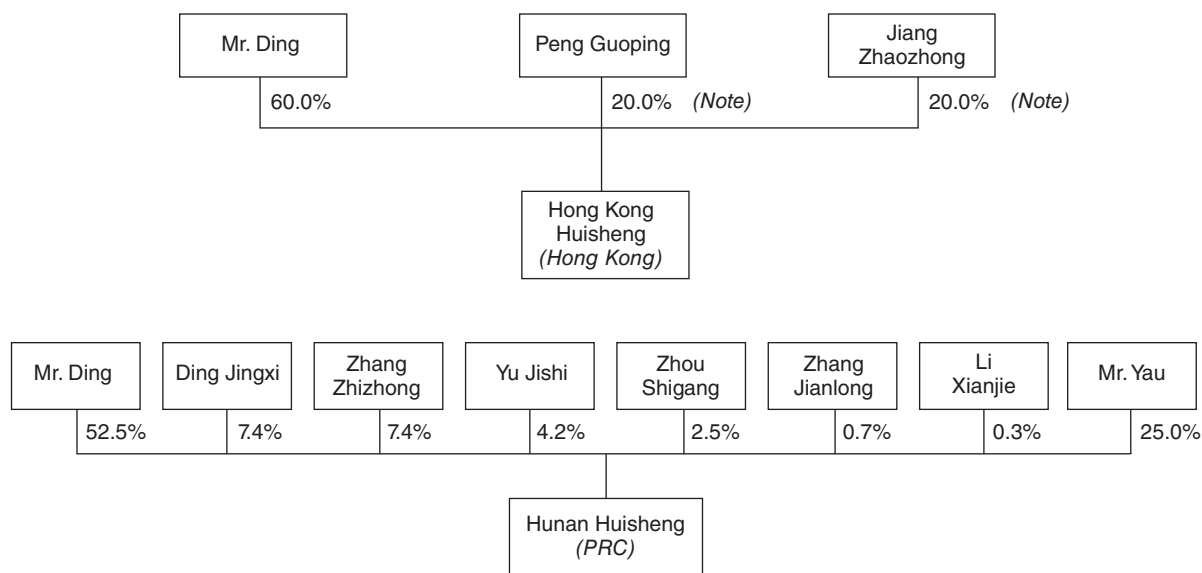 Mr. Ding
Peng Guoping
Jiang
Zhaozhong
60.0%
20.0% (Note)
20.0% (Note)
Hong Kong
Huisheng
(Hong Kong)
Mr. Ding
Ding Jingxi
Zhang
Zhizhong
Yu Jishi
Zhou
Shigang
Zhang
Jianlong
Li
Xianjie
Mr. Yau
52.5%
7.4%
7.4%
4.2%
2.5%
0.7%
0.3%
25.0%
Hunan Huisheng
(PRC)